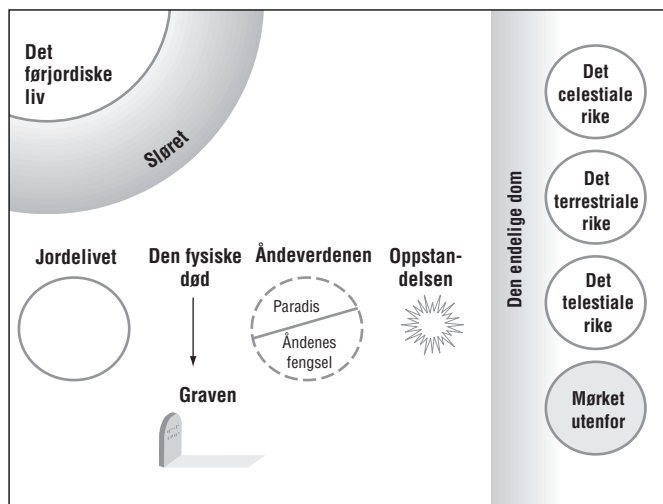 Det
førjordiske
liv
Sløret
Jordelivet
Den fysiske
død
Graven
Åndeverdenen
Paradis
Åndenes
fengsel
Oppstan-
delsen
Den endelige dom
Det
celestiale
rike
Det
terrestriale
rike
Det
telestiale
rike
Mørket
utenfor